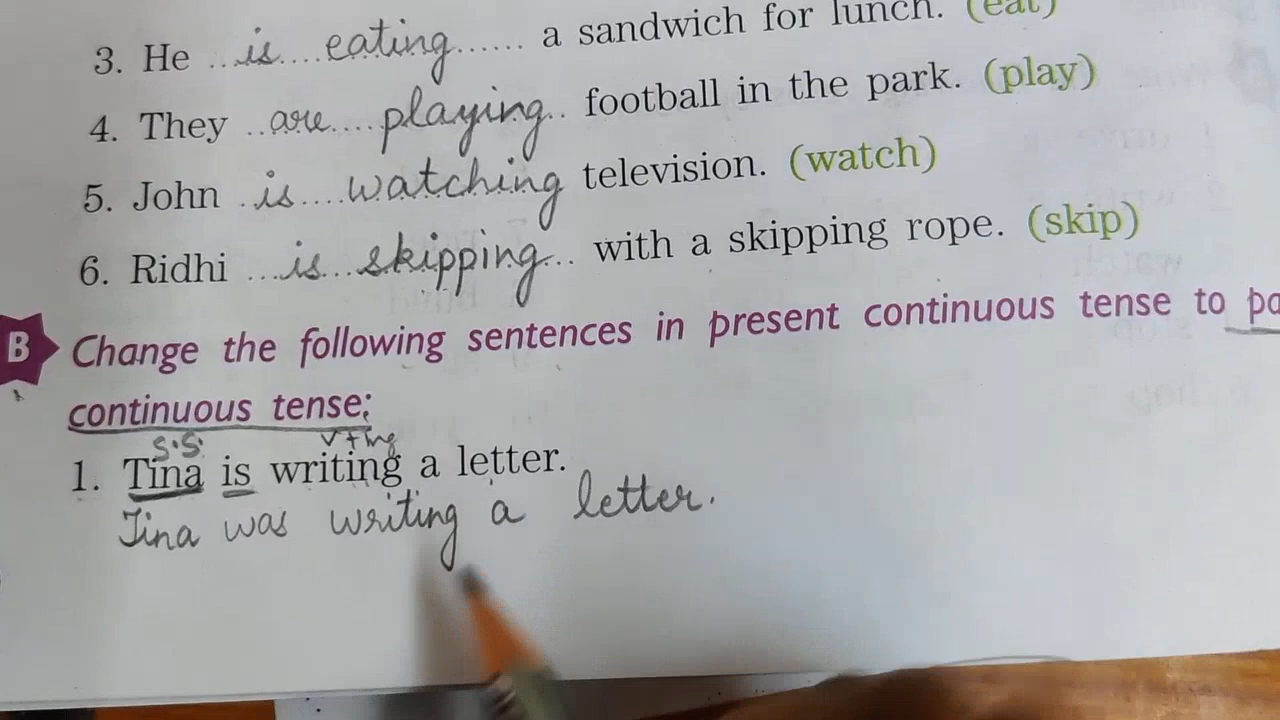 3. He ...is....eating...... a sandwich for lunch. (eat)
4. They ..are....playing.. football in the park. (play)
5. John ..is....watching television. (watch)
6. Ridhi ...is...skipping... with a skipping rope. (skip)
B Change the following sentences in present continuous tense to pa
continuous tense:
S.S. V+ing
1. Tina is writing a letter.
Tina was writing a letter.